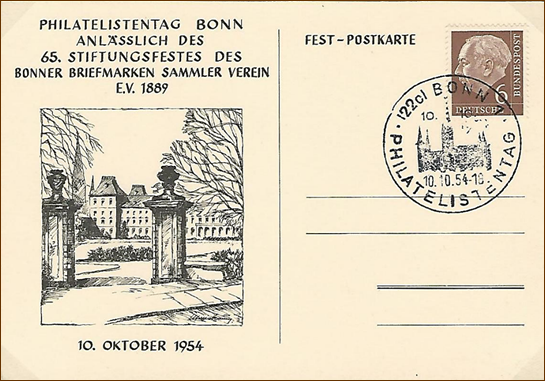 PHILATELISTENTAG BONN
ANLÄSSLICH DES
65. STIFTUNGSFESTES DES
BONNER BRIEFMARKEN SAMMLER VEREIN
E.V. 1889
10. OKTOBER 1954
FEST-POSTKARTE
DEUTSCHE
BUNDESPOST
6
(22c) BONN
10.
10.10.54-16
PHILATELISTENTAG